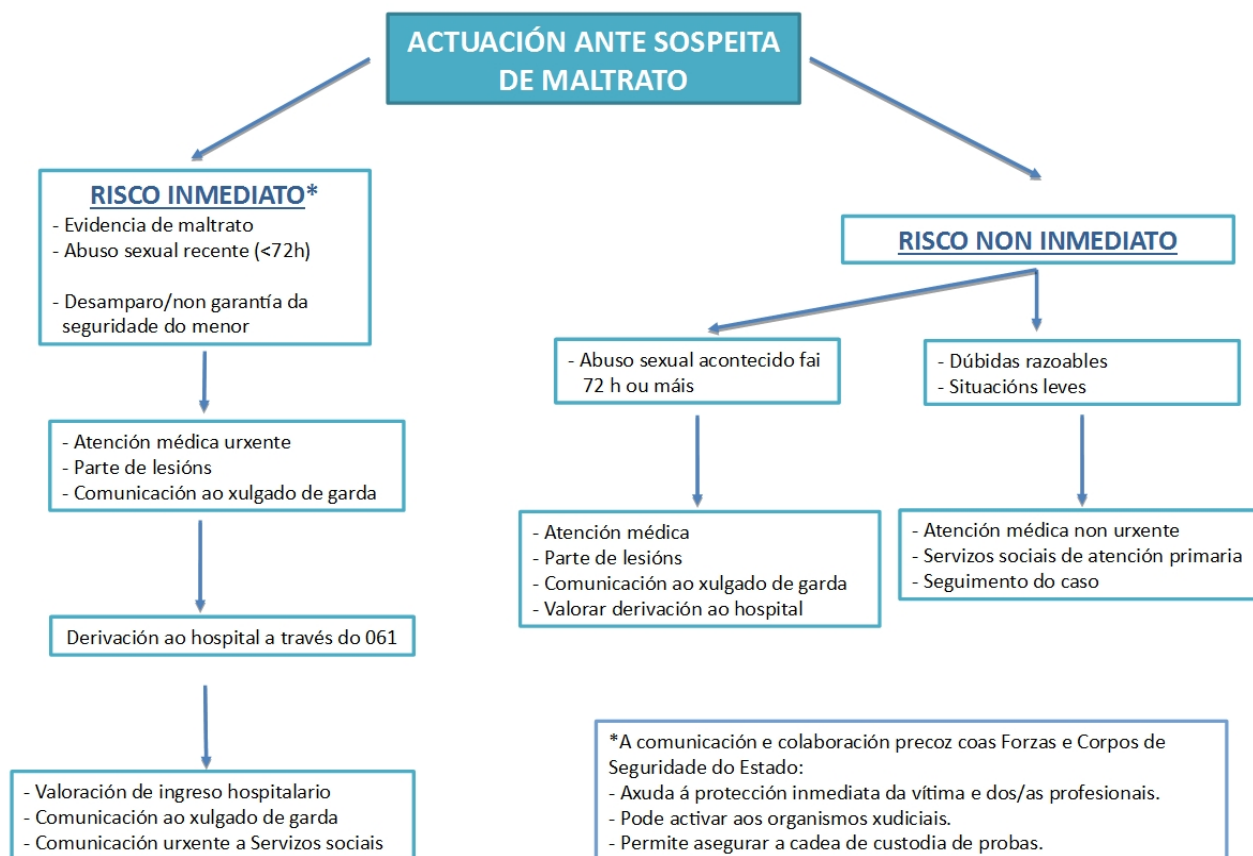 ACTUACIÓN ANTE SOSPEITA
DE MALTRATO
RISCO INMEDIATO*
- Evidencia de maltrato
- Abuso sexual recente (<72h)
- Desamparo/non garantía da
seguridade do menor
- Atención médica urxente
- Parte de lesións
- Comunicación ao xulgado de garda
Derivación ao hospital a través do 061
- Valoración de ingreso hospitalario
- Comunicación ao xulgado de garda
- Comunicación urxente a Servizos sociais
RISCO NON INMEDIATO
- Abuso sexual acontecido fai
72 h ou máis
- Atención médica
- Parte de lesións
- Comunicación ao xulgado de garda
- Valorar derivación ao hospital
- Dúbidas razoables
- Situacións leves
- Atención médica non urxente
- Servizos sociais de atención primaria
- Seguimento do caso
*A comunicación e colaboración precoz coas Forzas e Corpos de
Seguridade do Estado:
- Axuda á protección inmediata da vítima e dos/as profesionais.
- Pode activar aos organismos xudiciais.
- Permite asegurar a cadea de custodia de probas.